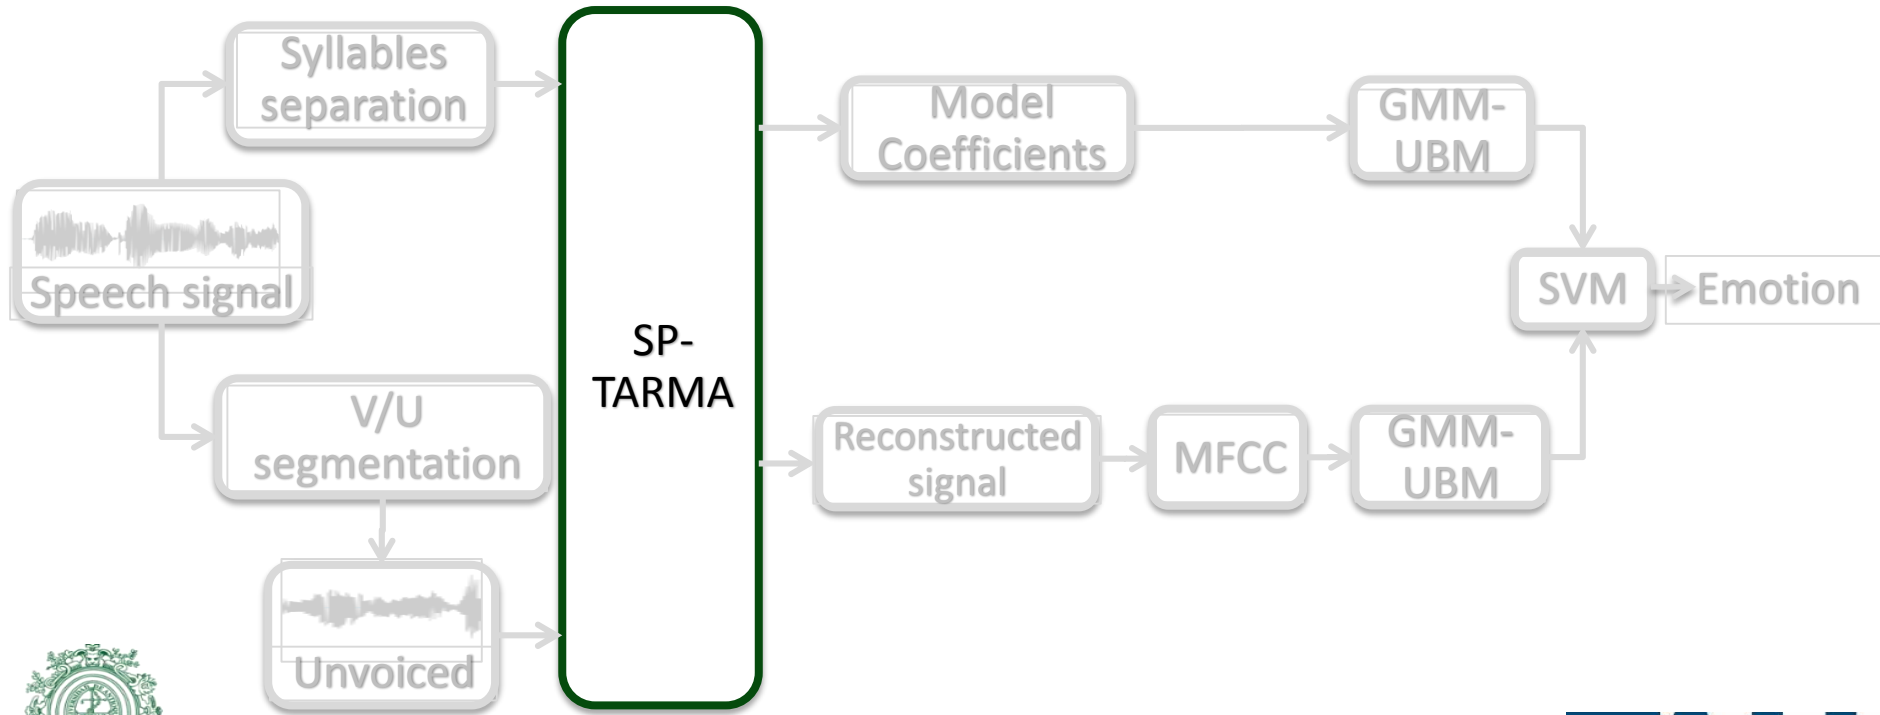 Syllables
separation
Speech signal
V/U
segmentation
Unvoiced
SP-
TARMA
Model
Coefficients
GMM-
UBM
SVM
Emotion
Reconstructed
signal
MFCC
GMM-
UBM